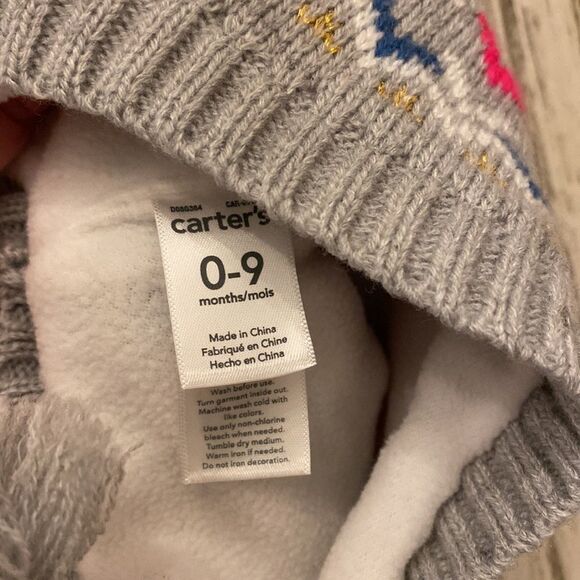 D08G364
carter's
0-9
months/mois
Made in China
Fabriqué en Chine
Hecho en China
Wash before use.
Turn garment inside out.
Machine wash cold with
like colors.
Use only non-chlorine
bleach when needed.
Tumble dry medium.
Warm iron if needed.
Do not iron decoration.